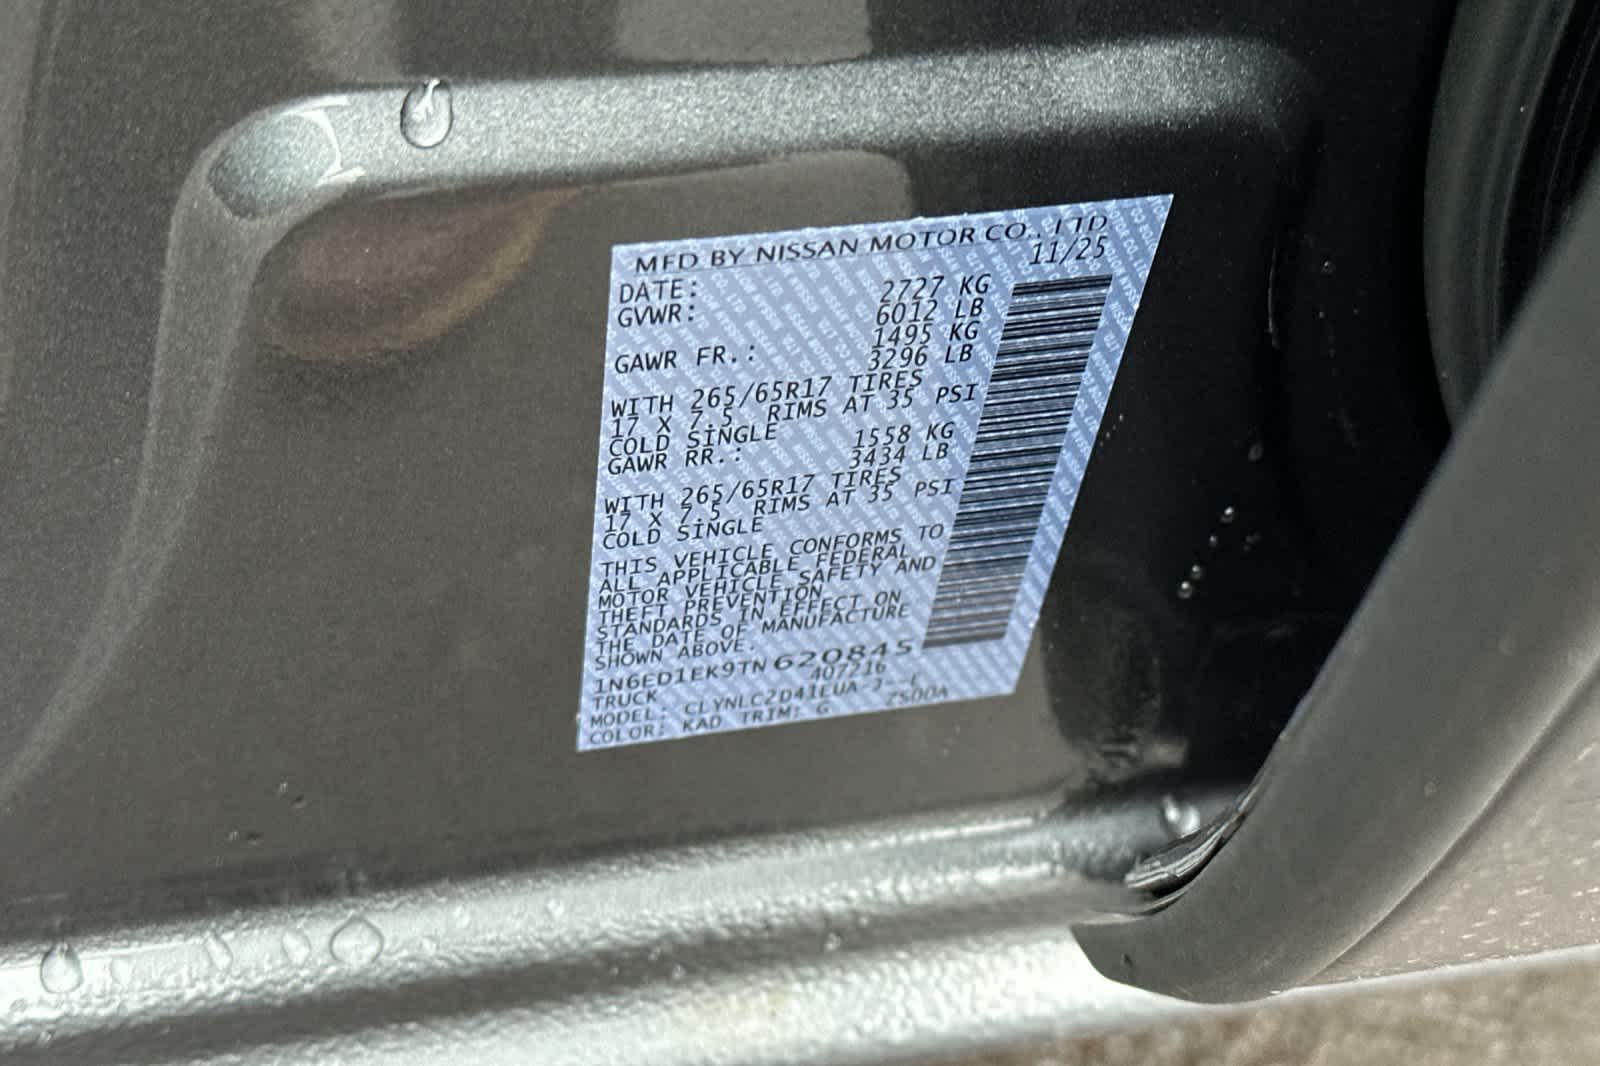 MFD BY NISSAN MOTOR CO., LTD
DATE: 11/25
GVWR: 2727 KG
6012 LB
GAWR FR.: 1495 KG
3296 LB
WITH 265/65R17 TIRES
17 X 7.5 RIMS AT 35 PSI
COLD SINGLE
GAWR RR.: 1558 KG
3434 LB
WITH 265/65R17 TIRES
17 X 7.5 RIMS AT 35 PSI
COLD SINGLE
THIS VEHICLE CONFORMS TO
ALL APPLICABLE FEDERAL
MOTOR VEHICLE SAFETY AND
THEFT PREVENTION
STANDARDS IN EFFECT ON
THE DATE OF MANUFACTURE
SHOWN ABOVE.
1N6ED1EK9TN620845
TRUCK 407216
MODEL: CLYNLC2D41EUA-J--
COLOR: KAD TRIM: G